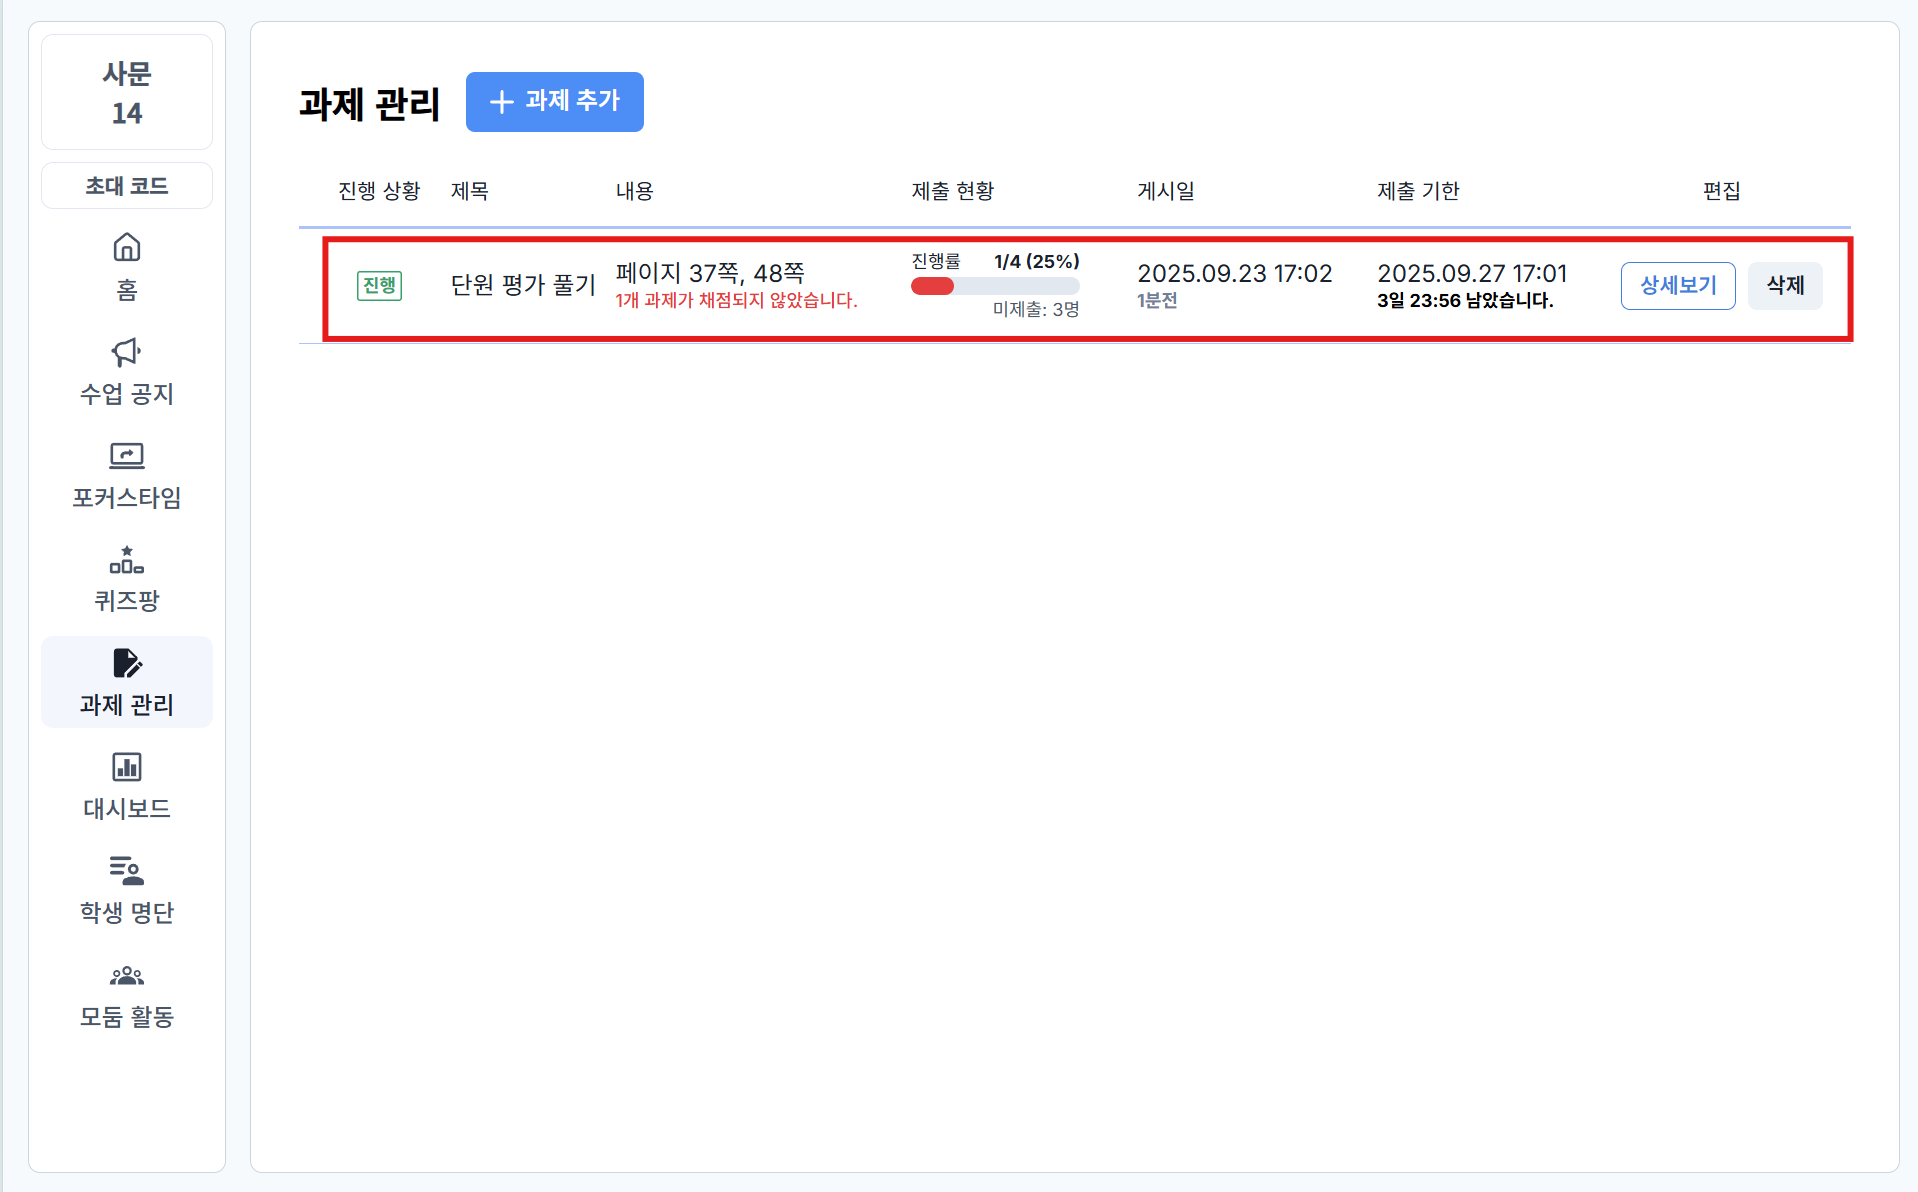 사문
14
초대 코드
홈
수업 공지
포커스타임
퀴즈팡
과제 관리
대시보드
학생 명단
모둠 활동
과제 관리
+ 과제 추가
진행 상황 제목 내용 제출 현황 게시일 제출 기한 편집
진행 단원 평가 풀기
페이지 37쪽, 48쪽
1개 과제가 채점되지 않았습니다.
진행률 1/4 (25%)
미제출: 3명
2025.09.23 17:02
1분전
2025.09.27 17:01
3일 23:56 남았습니다.
상세보기 삭제